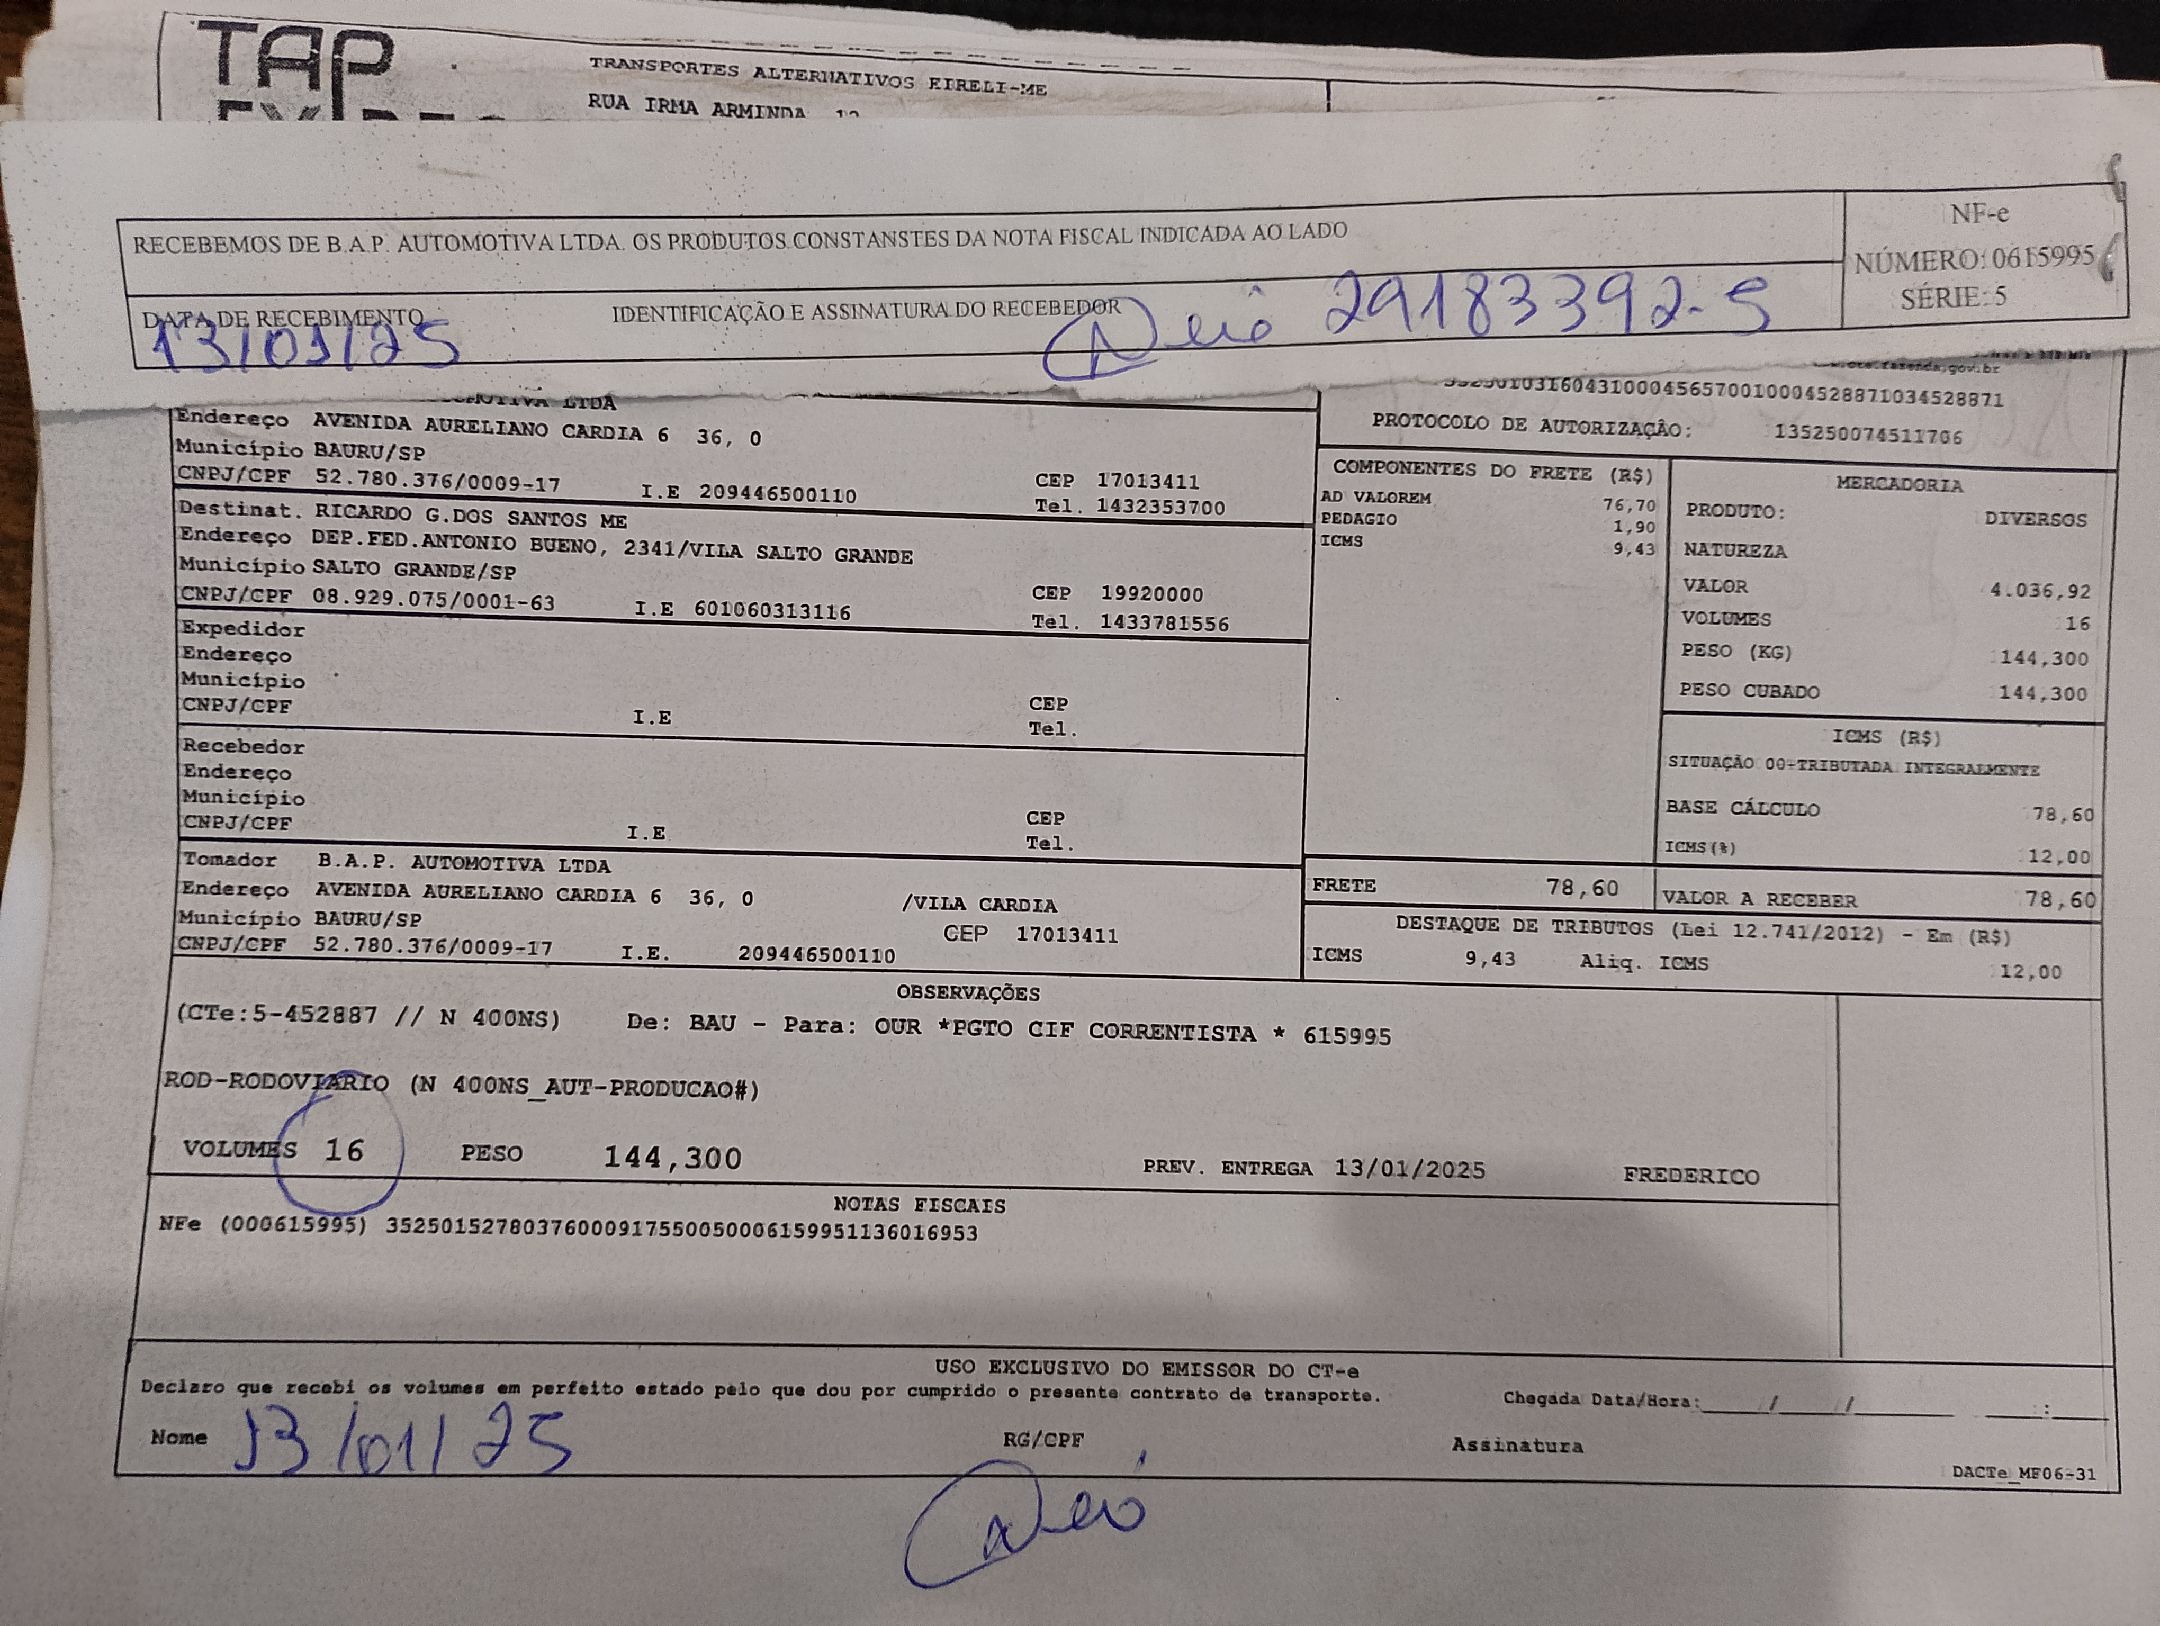 TAP
TRANSPORTES ALTERNATIVOS EIRELI-ME
RUA IRMA ARMINDA
RECEBEMOS DE B.A.P. AUTOMOTIVA LTDA. OS PRODUTOS CONSTANSTES DA NOTA FISCAL INDICADA AO LADO
NF-e
NÚMERO: 0615995
SÉRIE: 5
DATA DE RECEBIMENTO
IDENTIFICAÇÃO E ASSINATURA DO RECEBEDOR
13/01/25
29183392-5
LTDA
Endereço AVENIDA AURELIANO CARDIA 6 36, 0
Município BAURU/SP
CNPJ/CPF 52.780.376/0009-17 I.E 209446500110
CEP 17013411
Tel. 1432353700
Destinat. RICARDO G.DOS SANTOS ME
Endereço DEP.FED.ANTONIO BUENO, 2341/VILA SALTO GRANDE
Município SALTO GRANDE/SP
CNPJ/CPF 08.929.075/0001-63 I.E 601060313116
CEP 19920000
Tel. 1433781556
Expedidor
Endereço
Município
CNPJ/CPF I.E
CEP
Tel.
Recebedor
Endereço
Município
CNPJ/CPF I.E
CEP
Tel.
Tomador B.A.P. AUTOMOTIVA LTDA
Endereço AVENIDA AURELIANO CARDIA 6 36, 0 /VILA CARDIA
Município BAURU/SP CEP 17013411
CNPJ/CPF 52.780.376/0009-17 I.E. 209446500110
PROTOCOLO DE AUTORIZAÇÃO: 135250074511706
COMPONENTES DO FRETE (R$)
AD VALOREM 76,70
PEDAGIO 1,90
ICMS 9,43
MERCADORIA
PRODUTO: DIVERSOS
NATUREZA
VALOR 4.036,92
VOLUMES 16
PESO (KG) 144,300
PESO CUBADO 144,300
ICMS (R$)
SITUAÇÃO 00-TRIBUTADA INTEGRALMENTE
BASE CÁLCULO 78,60
ICMS(%) 12,00
FRETE 78,60
VALOR A RECEBER 78,60
DESTAQUE DE TRIBUTOS (Lei 12.741/2012) - Em (R$)
ICMS 9,43 Aliq. ICMS 12,00
OBSERVAÇÕES
(CTe:5-452887 // N 400NS) De: BAU - Para: OUR *PGTO CIF CORRENTISTA * 615995
ROD-RODOVIARIO (N 400NS_AUT-PRODUCAO#)
VOLUMES 16 PESO 144,300 PREV. ENTREGA 13/01/2025 FREDERICO
NOTAS FISCAIS
NFe (000615995) 35250152780376000917550050006159951136016953
USO EXCLUSIVO DO EMISSOR DO CT-e
Declaro que recebi os volumes em perfeito estado pelo que dou por cumprido o presente contrato de transporte.
Chegada Data/Hora:____/____/____ ___:___
Nome 13/01/25 RG/CPF Assinatura
DACTe_MF06-31